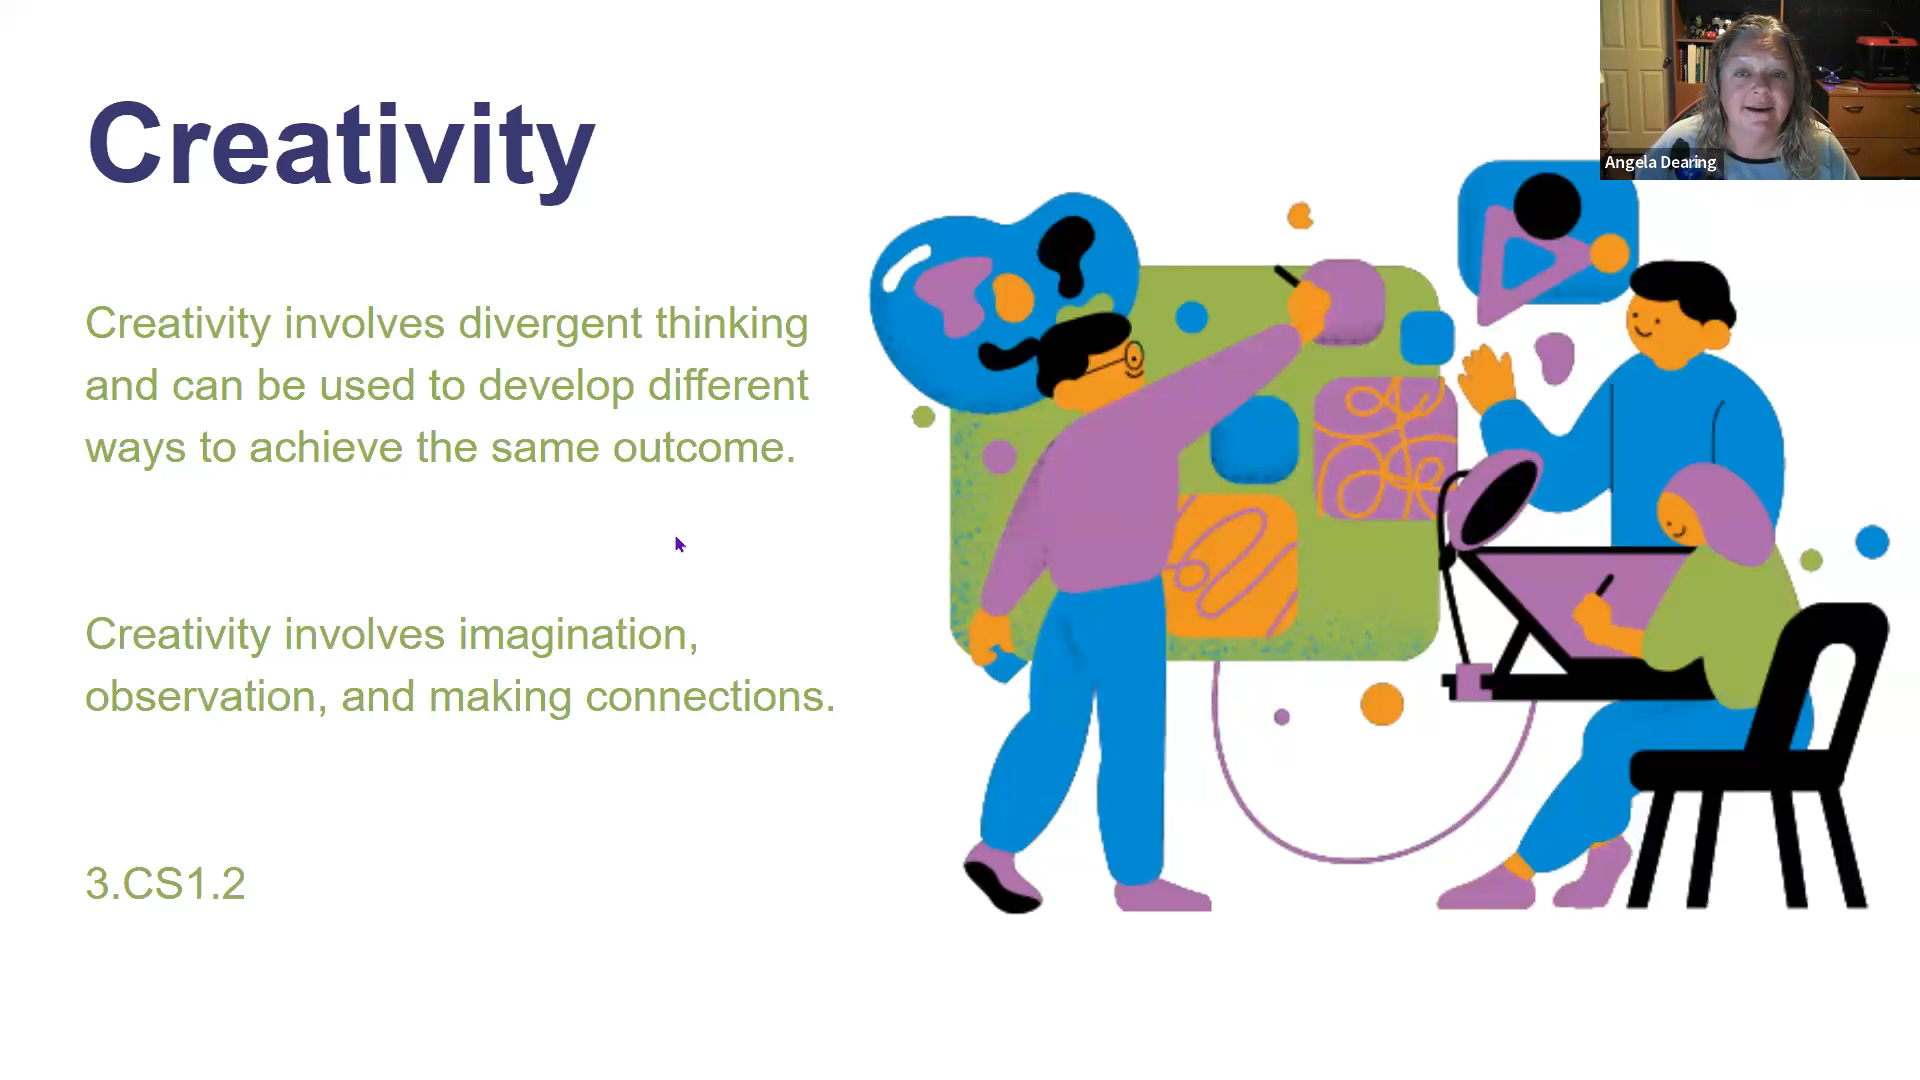 Creativity
Angela Dearing
Creativity involves divergent thinking
and can be used to develop different
ways to achieve the same outcome.
Creativity involves imagination,
observation, and making connections.
3.CS1.2